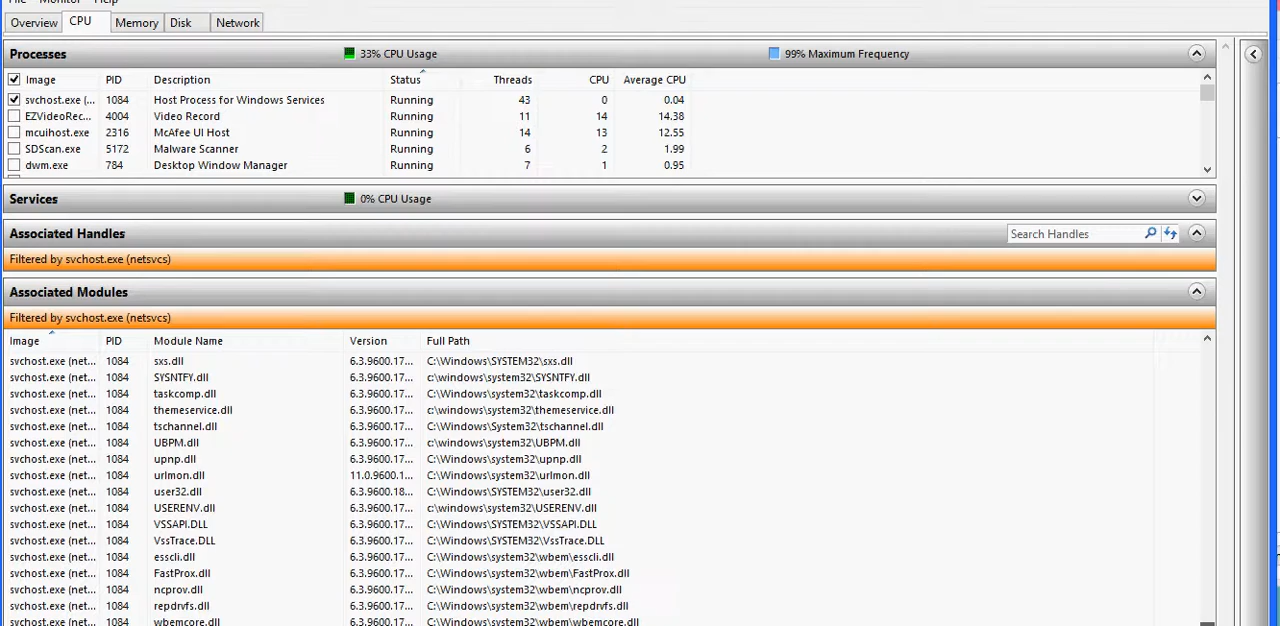 File Monitor Help
Overview CPU Memory Disk Network
Processes 33% CPU Usage 99% Maximum Frequency
Image PID Description Status Threads CPU Average CPU
svchost.exe (... 1084 Host Process for Windows Services Running 43 0 0.04
EZVideoRec... 4004 Video Record Running 11 14 14.38
mcuihost.exe 2316 McAfee UI Host Running 14 13 12.55
SDScan.exe 5172 Malware Scanner Running 6 2 1.99
dwm.exe 784 Desktop Window Manager Running 7 1 0.95
Services 0% CPU Usage
Associated Handles Search Handles
Filtered by svchost.exe (netsvcs)
Associated Modules
Filtered by svchost.exe (netsvcs)
Image PID Module Name Version Full Path
svchost.exe (net... 1084 sxs.dll 6.3.9600.17... C:\Windows\SYSTEM32\sxs.dll
svchost.exe (net... 1084 SYSNTFY.dll 6.3.9600.17... c:\windows\system32\SYSNTFY.dll
svchost.exe (net... 1084 taskcomp.dll 6.3.9600.17... C:\Windows\system32\taskcomp.dll
svchost.exe (net... 1084 themeservice.dll 6.3.9600.17... c:\windows\system32\themeservice.dll
svchost.exe (net... 1084 tschannel.dll 6.3.9600.17... C:\Windows\System32\tschannel.dll
svchost.exe (net... 1084 UBPM.dll 6.3.9600.17... c:\windows\system32\UBPM.dll
svchost.exe (net... 1084 upnp.dll 6.3.9600.17... C:\Windows\system32\upnp.dll
svchost.exe (net... 1084 urlmon.dll 11.0.9600.1... C:\Windows\system32\urlmon.dll
svchost.exe (net... 1084 user32.dll 6.3.9600.18... C:\Windows\SYSTEM32\user32.dll
svchost.exe (net... 1084 USERENV.dll 6.3.9600.17... C:\windows\system32\USERENV.dll
svchost.exe (net... 1084 VSSAPI.DLL 6.3.9600.17... C:\Windows\SYSTEM32\VSSAPI.DLL
svchost.exe (net... 1084 VssTrace.DLL 6.3.9600.17... C:\Windows\SYSTEM32\VssTrace.DLL
svchost.exe (net... 1084 esscli.dll 6.3.9600.17... C:\Windows\system32\wbem\esscli.dll
svchost.exe (net... 1084 FastProx.dll 6.3.9600.17... C:\Windows\system32\wbem\FastProx.dll
svchost.exe (net... 1084 ncprov.dll 6.3.9600.17... C:\Windows\system32\wbem\ncprov.dll
svchost.exe (net... 1084 repdrvfs.dll 6.3.9600.17... C:\Windows\system32\wbem\repdrvfs.dll
svchost.exe (net... 1084 wbemcore.dll 6.3.9600.17... C:\Windows\system32\wbem\wbemcore.dll